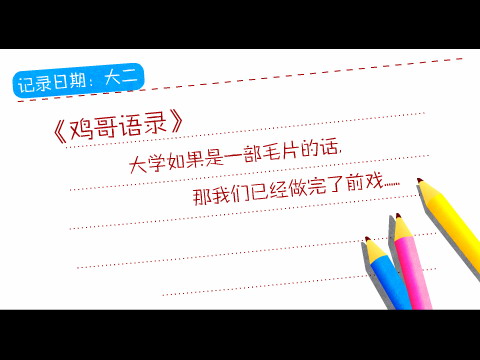 记录日期：大二
《鸡哥语录》
大学如果是一部毛片的话,
那我们已经做完了前戏……